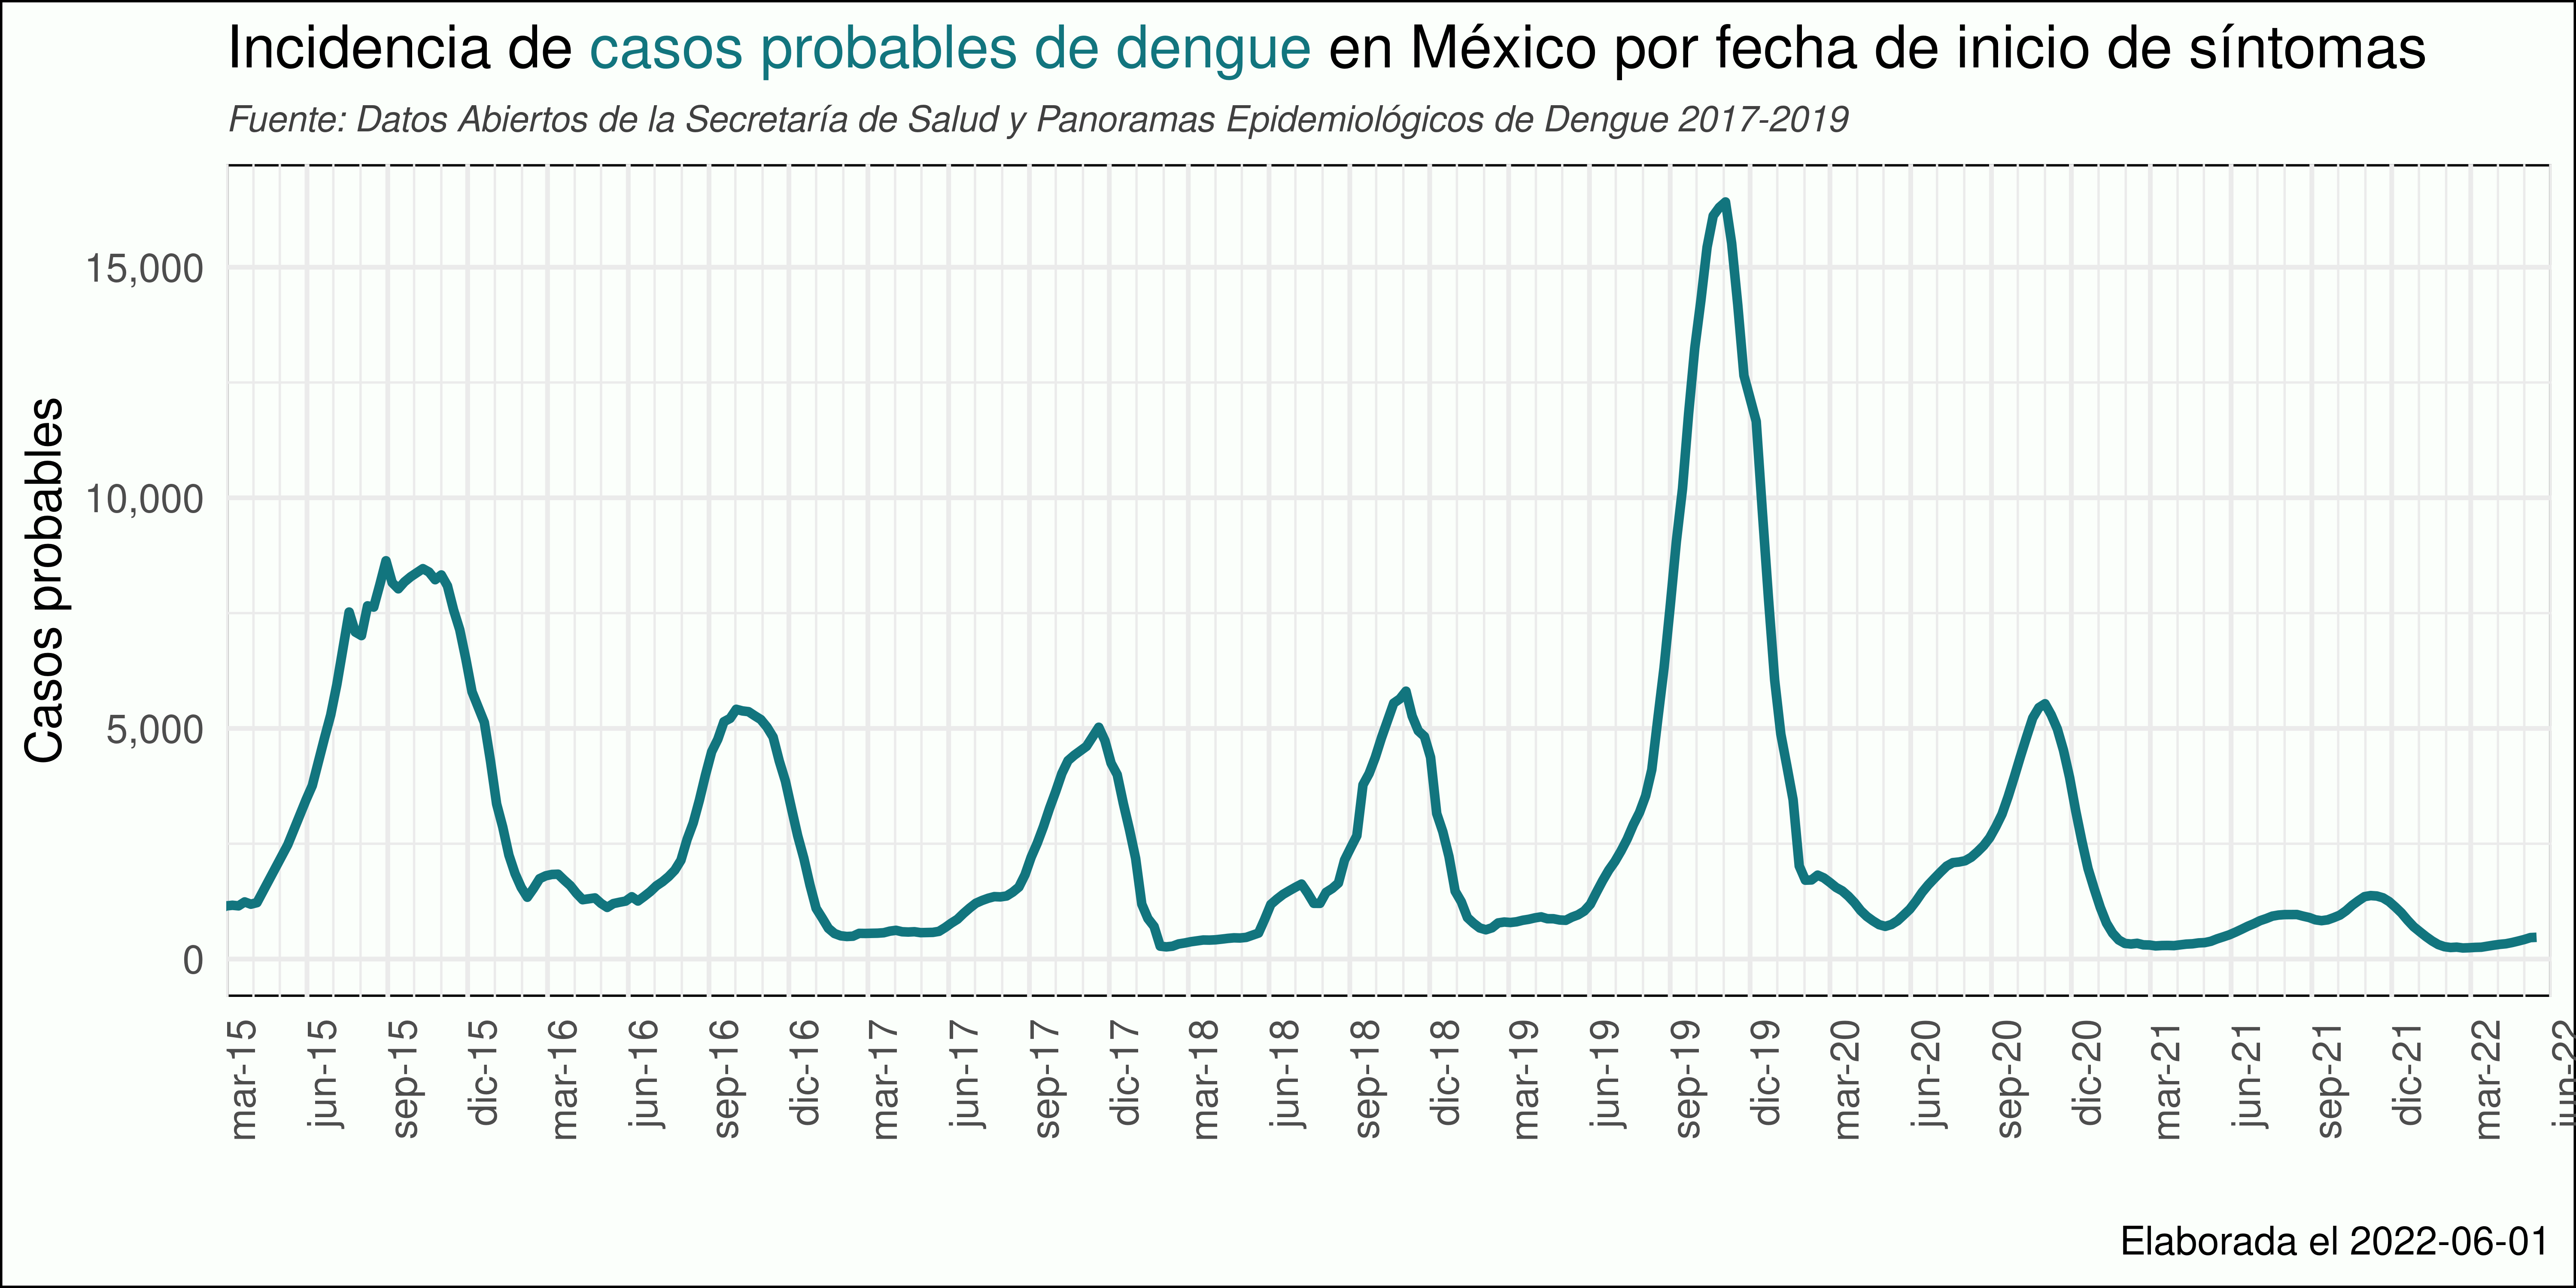 Incidencia de casos probables de dengue en México por fecha de inicio de síntomas
Fuente: Datos Abiertos de la Secretaría de Salud y Panoramas Epidemiológicos de Dengue 2017-2019
Casos probables
15,000
10,000
5,000
0
mar-15
jun-15
sep-15
dic-15
mar-16
jun-16
sep-16
dic-16
mar-17
jun-17
sep-17
dic-17
mar-18
jun-18
sep-18
dic-18
mar-19
jun-19
sep-19
dic-19
mar-20
jun-20
sep-20
dic-20
mar-21
jun-21
sep-21
dic-21
mar-22
jun-22
Elaborada el 2022-06-01